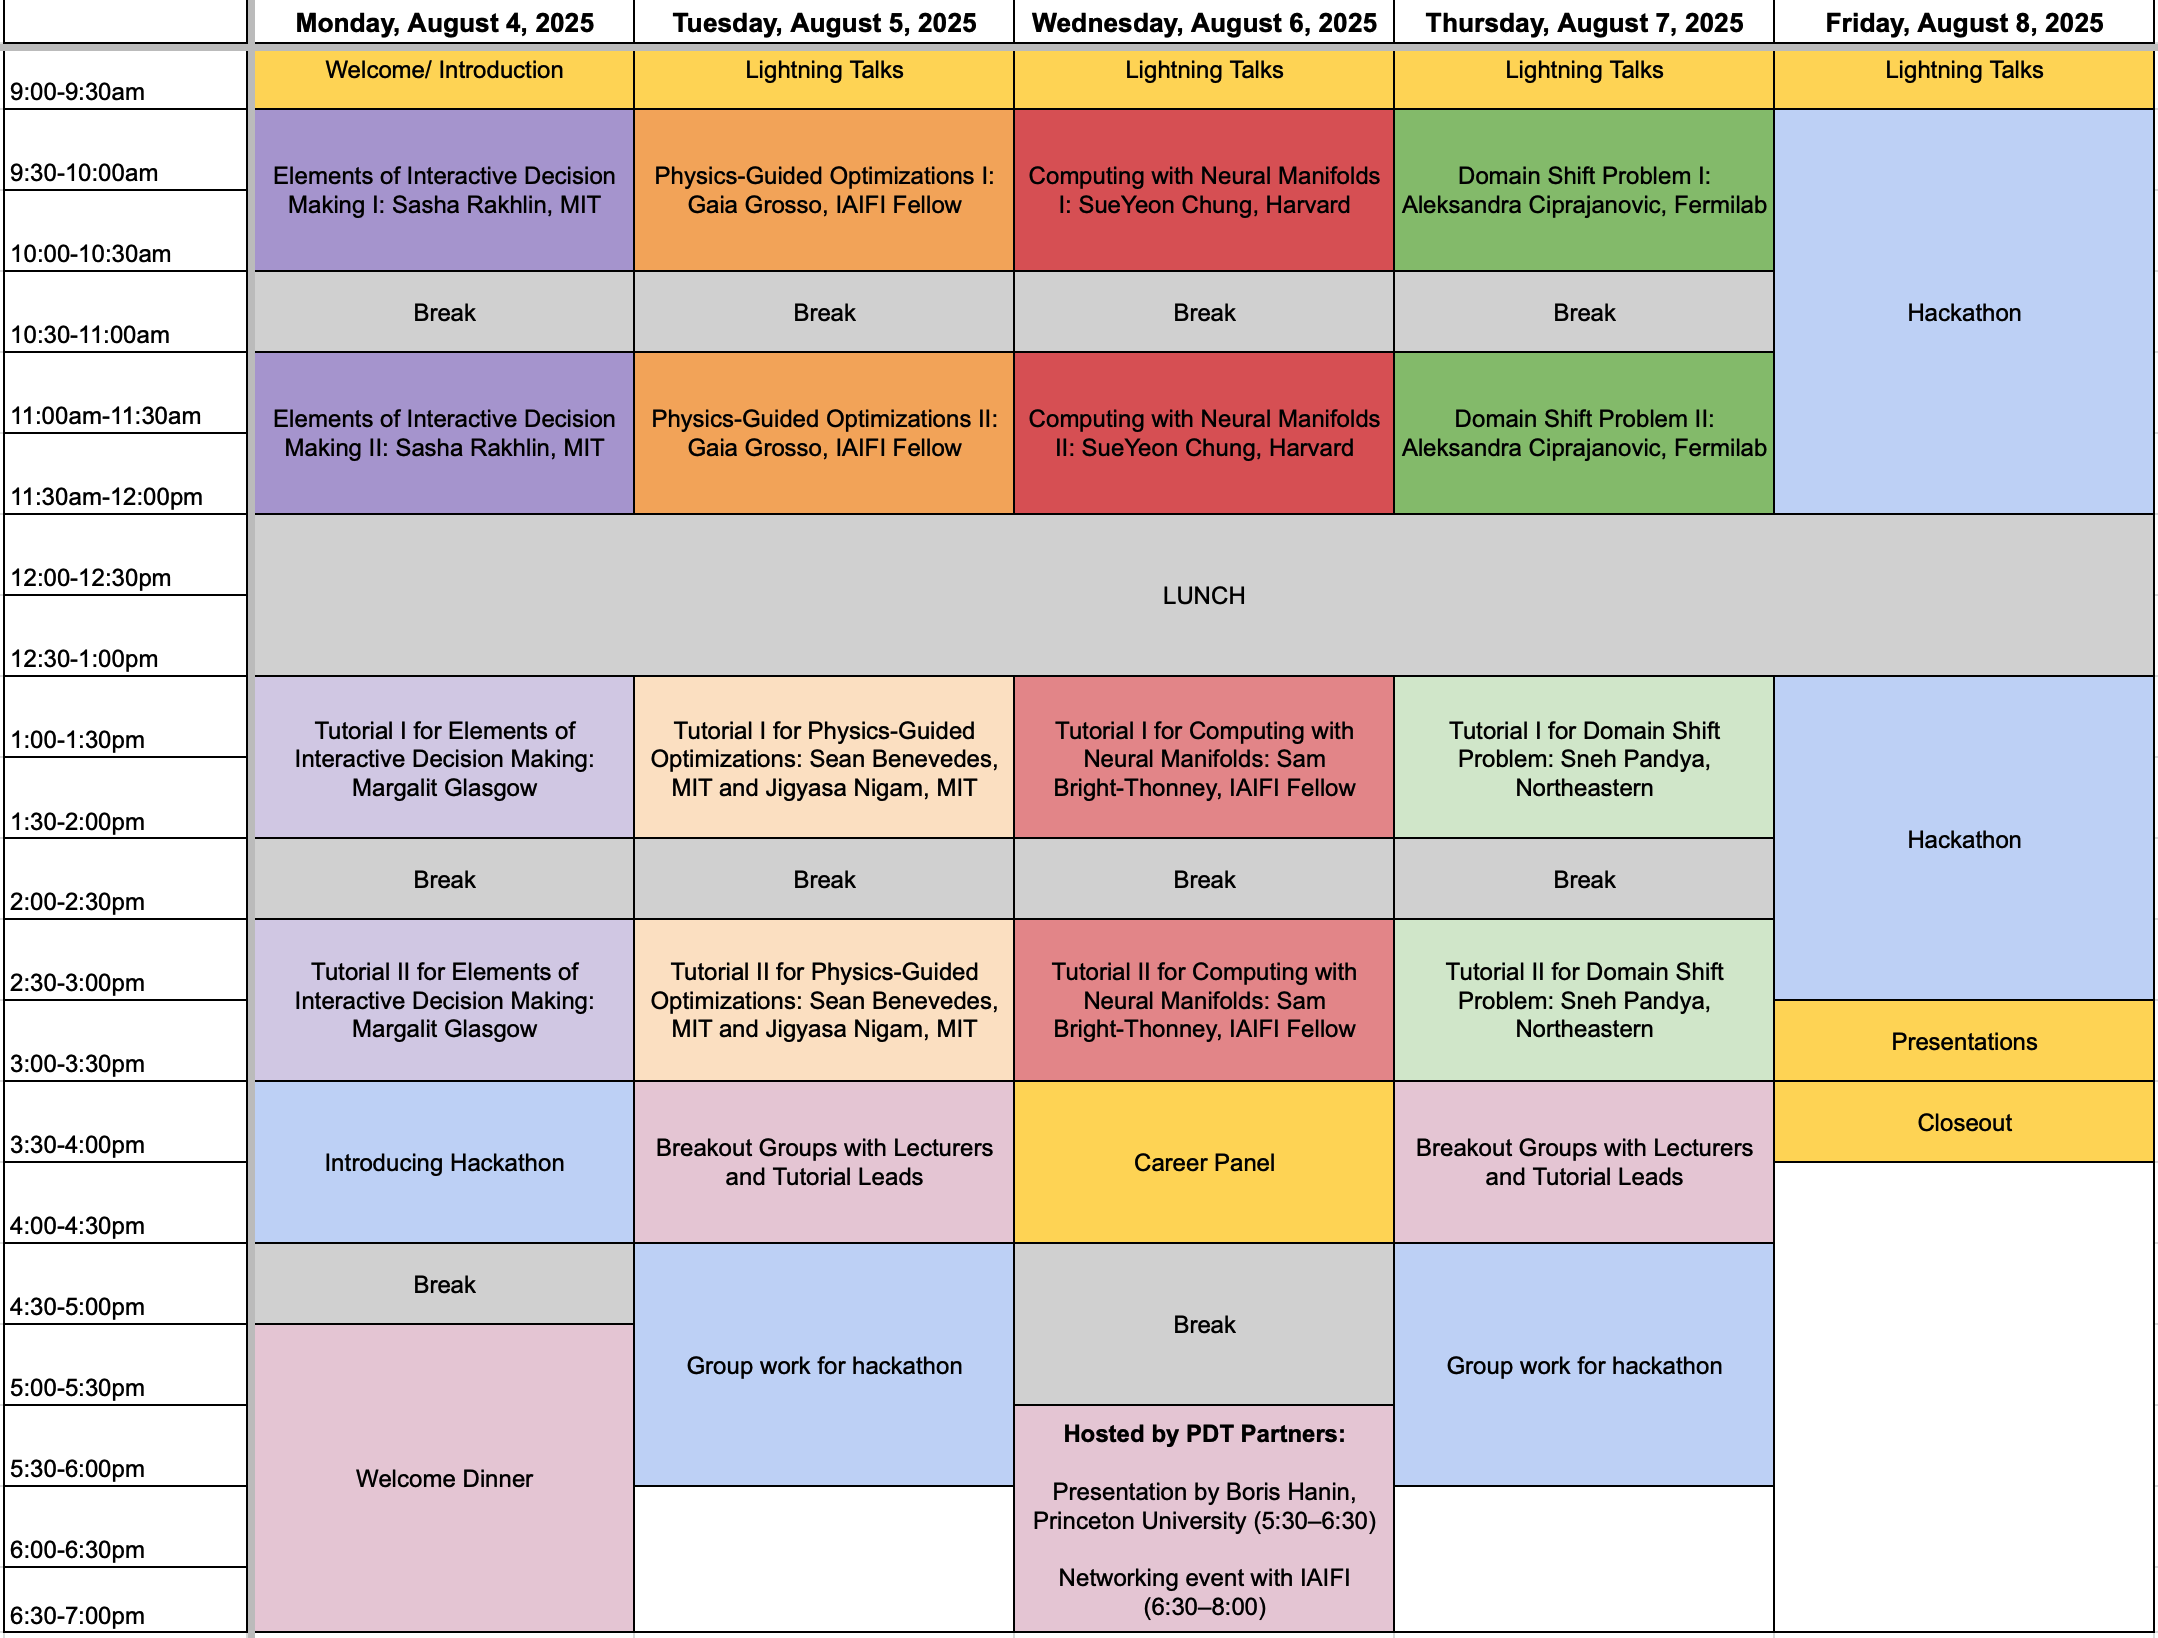 Monday, August 4, 2025
Tuesday, August 5, 2025
Wednesday, August 6, 2025
Thursday, August 7, 2025
Friday, August 8, 2025
9:00-9:30am
Welcome/ Introduction
Lightning Talks
Lightning Talks
Lightning Talks
Lightning Talks
9:30-10:00am
10:00-10:30am
Elements of Interactive Decision
Making I: Sasha Rakhlin, MIT
Physics-Guided Optimizations I:
Gaia Grosso, IAIFI Fellow
Computing with Neural Manifolds
I: SueYeon Chung, Harvard
Domain Shift Problem I:
Aleksandra Ciprajanovic, Fermilab
Hackathon
10:30-11:00am
Break
Break
Break
Break
11:00am-11:30am
11:30am-12:00pm
Elements of Interactive Decision
Making II: Sasha Rakhlin, MIT
Physics-Guided Optimizations II:
Gaia Grosso, IAIFI Fellow
Computing with Neural Manifolds
II: SueYeon Chung, Harvard
Domain Shift Problem II:
Aleksandra Ciprajanovic, Fermilab
12:00-12:30pm
12:30-1:00pm
LUNCH
1:00-1:30pm
1:30-2:00pm
Tutorial I for Elements of
Interactive Decision Making:
Margalit Glasgow
Tutorial I for Physics-Guided
Optimizations: Sean Benevedes,
MIT and Jigyasa Nigam, MIT
Tutorial I for Computing with
Neural Manifolds: Sam
Bright-Thonney, IAIFI Fellow
Tutorial I for Domain Shift
Problem: Sneh Pandya,
Northeastern
Hackathon
2:00-2:30pm
Break
Break
Break
Break
2:30-3:00pm
3:00-3:30pm
Tutorial II for Elements of
Interactive Decision Making:
Margalit Glasgow
Tutorial II for Physics-Guided
Optimizations: Sean Benevedes,
MIT and Jigyasa Nigam, MIT
Tutorial II for Computing with
Neural Manifolds: Sam
Bright-Thonney, IAIFI Fellow
Tutorial II for Domain Shift
Problem: Sneh Pandya,
Northeastern
Presentations
3:30-4:00pm
4:00-4:30pm
Introducing Hackathon
Breakout Groups with Lecturers
and Tutorial Leads
Career Panel
Breakout Groups with Lecturers
and Tutorial Leads
Closeout
4:30-5:00pm
5:00-5:30pm
Break
Group work for hackathon
Break
Group work for hackathon
5:30-6:00pm
6:00-6:30pm
6:30-7:00pm
Welcome Dinner
Hosted by PDT Partners:
Presentation by Boris Hanin,
Princeton University (5:30–6:30)
Networking event with IAIFI
(6:30–8:00)